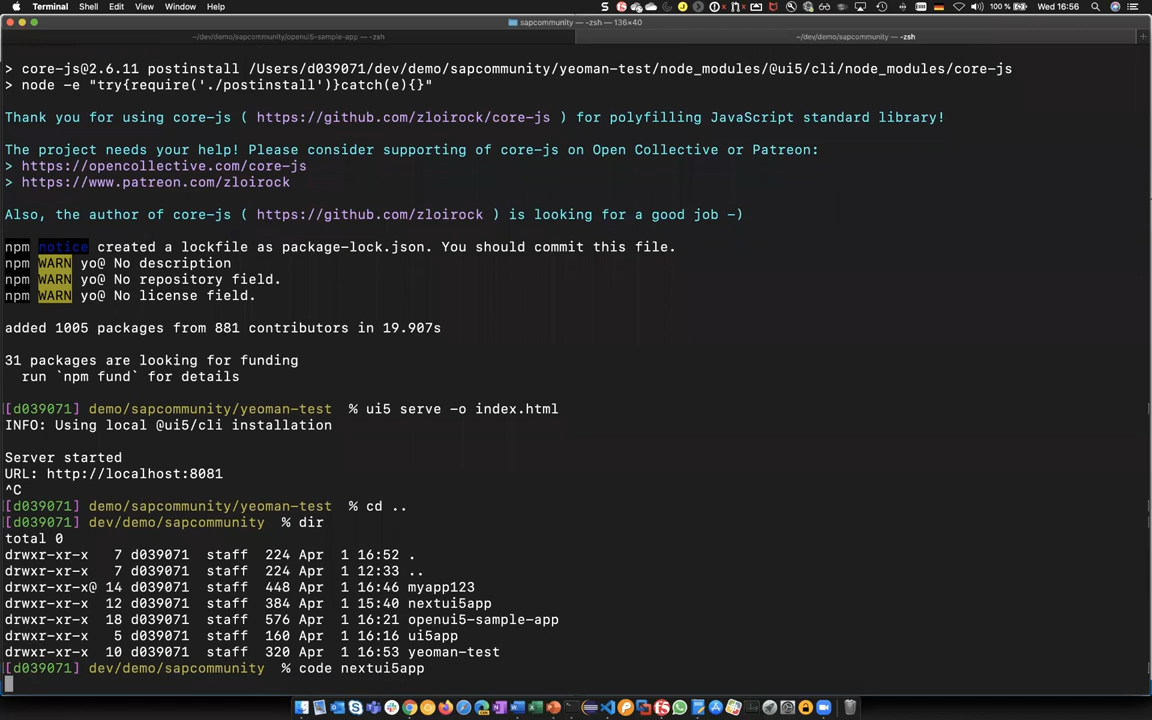 Terminal Shell Edit View Window Help
100 % Wed 16:56
sapcommunity — -zsh — 136×40
~/dev/demo/sapcommunity/openui5-sample-app — -zsh
~/dev/demo/sapcommunity — -zsh
> core-js@2.6.11 postinstall /Users/d039071/dev/demo/sapcommunity/yeoman-test/node_modules/@ui5/cli/node_modules/core-js
> node -e "try{require('./postinstall')}catch(e){}"
Thank you for using core-js ( https://github.com/zloirock/core-js ) for polyfilling JavaScript standard library!
The project needs your help! Please consider supporting of core-js on Open Collective or Patreon:
> https://opencollective.com/core-js
> https://www.patreon.com/zloirock
Also, the author of core-js ( https://github.com/zloirock ) is looking for a good job -)
npm notice created a lockfile as package-lock.json. You should commit this file.
npm WARN yo@ No description
npm WARN yo@ No repository field.
npm WARN yo@ No license field.
added 1005 packages from 881 contributors in 19.907s
31 packages are looking for funding
run `npm fund` for details
[d039071] demo/sapcommunity/yeoman-test % ui5 serve -o index.html
INFO: Using local @ui5/cli installation
Server started
URL: http://localhost:8081
^C
[d039071] demo/sapcommunity/yeoman-test % cd ..
[d039071] dev/demo/sapcommunity % dir
total 0
drwxr-xr-x 7 d039071 staff 224 Apr 1 16:52 .
drwxr-xr-x 7 d039071 staff 224 Apr 1 12:33 ..
drwxr-xr-x@ 14 d039071 staff 448 Apr 1 16:46 myapp123
drwxr-xr-x 12 d039071 staff 384 Apr 1 15:40 nextui5app
drwxr-xr-x 18 d039071 staff 576 Apr 1 16:21 openui5-sample-app
drwxr-xr-x 5 d039071 staff 160 Apr 1 16:16 ui5app
drwxr-xr-x 10 d039071 staff 320 Apr 1 16:53 yeoman-test
[d039071] dev/demo/sapcommunity % code nextui5app